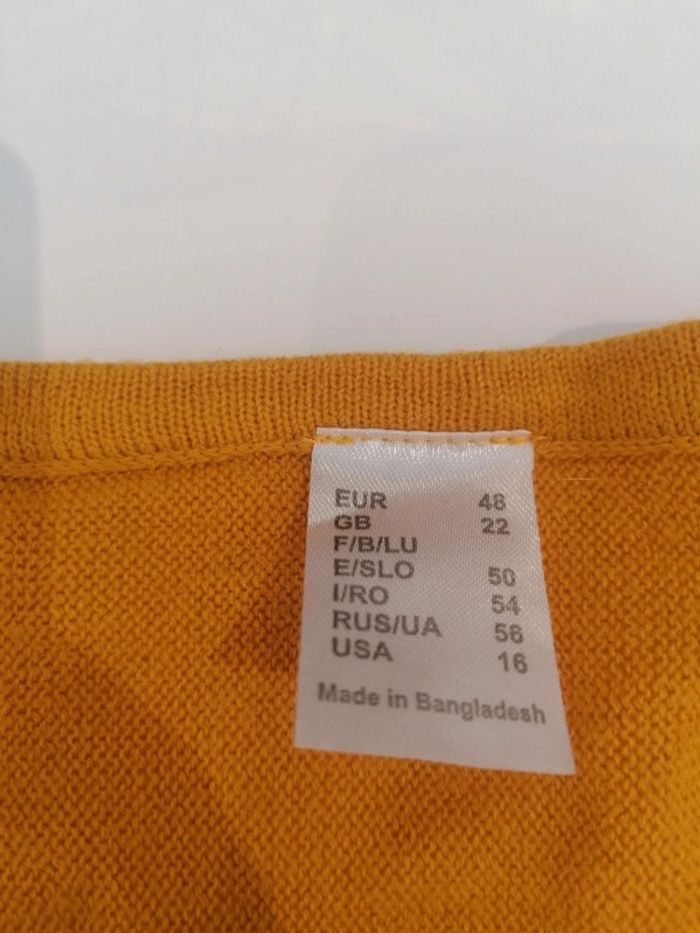 EUR 48
GB 22
F/B/LU
E/SLO 50
I/RO 54
RUS/UA 56
USA 16
Made in Bangladesh